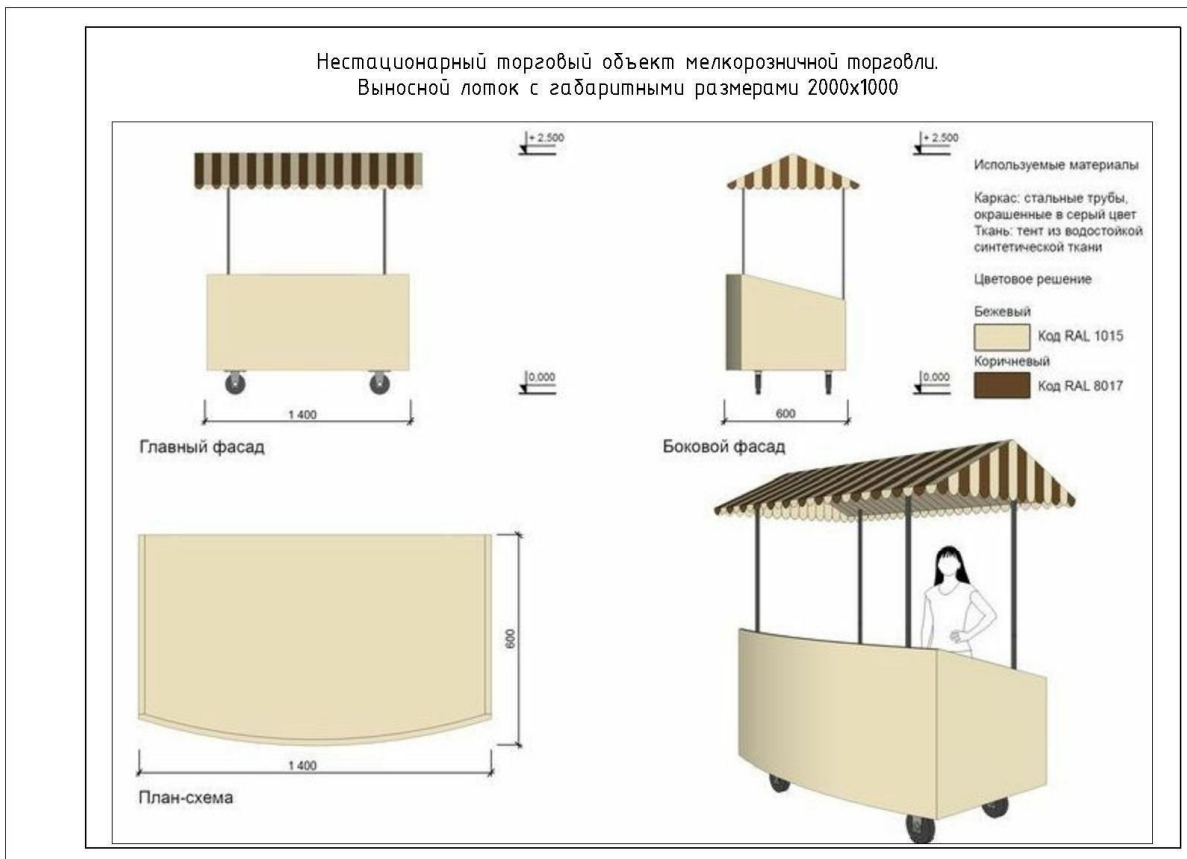 Нестационарный торговый объект мелкорозничной торговли.
Выносной лоток с габаритными размерами 2000х1000
+ 2.500
+ 2.500
Используемые материалы
Каркас: стальные трубы,
окрашенные в серый цвет
Ткань: тент из водостойкой
синтетической ткани
Цветовое решение
Бежевый
Код RAL 1015
Коричневый
Код RAL 8017
0.000
0.000
1 400
600
Главный фасад
Боковой фасад
600
1 400
План-схема